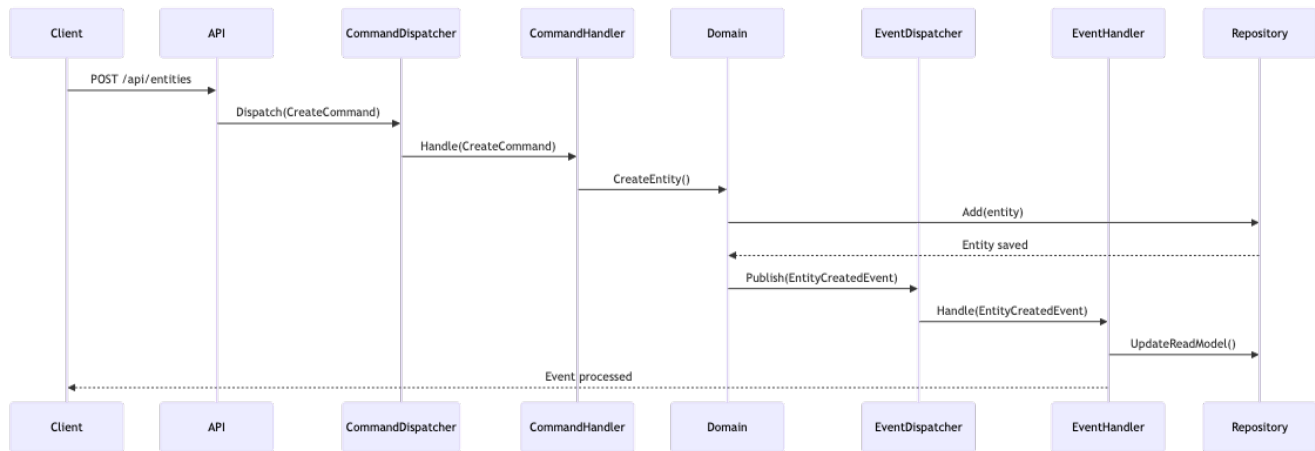 Client API CommandDispatcher CommandHandler Domain EventDispatcher EventHandler Repository
POST /api/entities
Dispatch(CreateCommand)
Handle(CreateCommand)
CreateEntity()
Add(entity)
Entity saved
Publish(EntityCreatedEvent)
Handle(EntityCreatedEvent)
UpdateReadModel()
Event processed
Client API CommandDispatcher CommandHandler Domain EventDispatcher EventHandler Repository